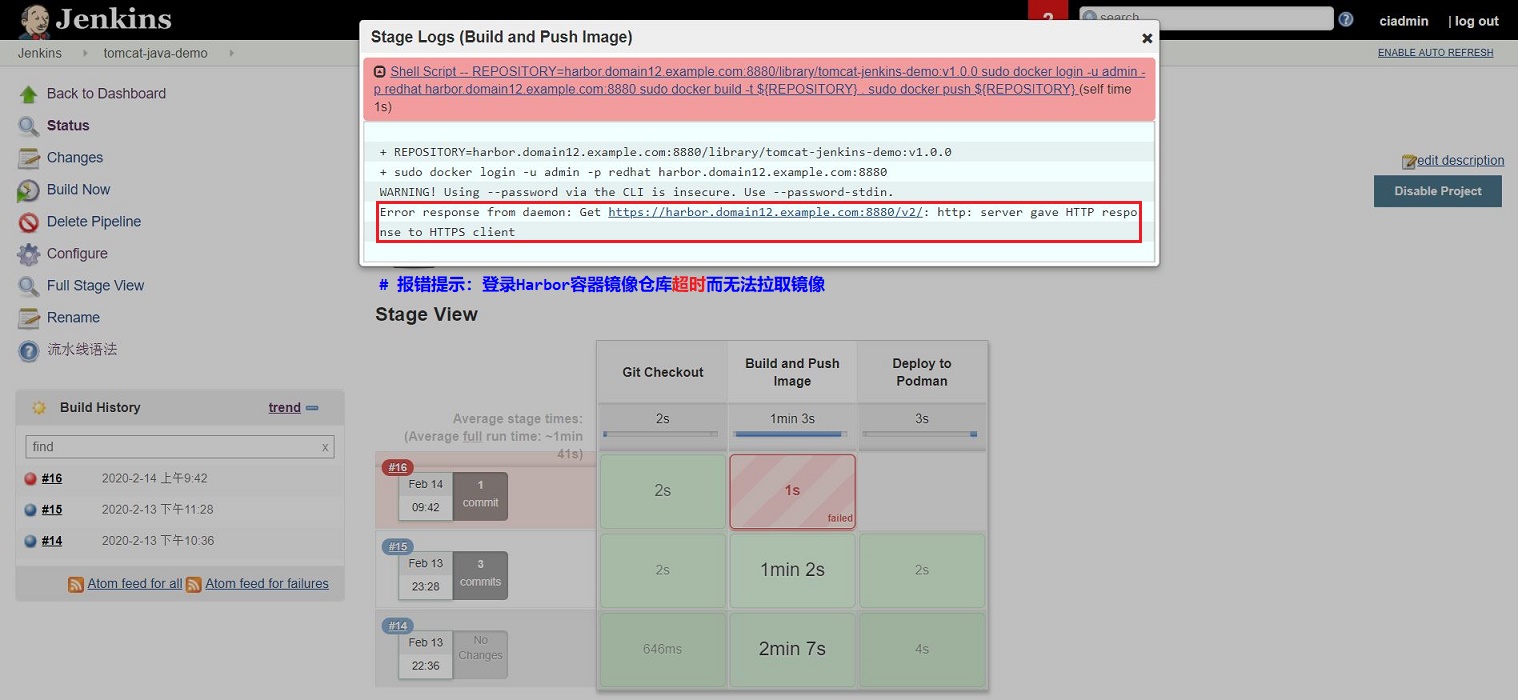 Jenkins
2
search
ciadmin
| log out
Jenkins
tomcat-java-demo
ENABLE AUTO REFRESH
Back to Dashboard
Status
Changes
Build Now
Delete Pipeline
Configure
Full Stage View
Rename
流水线语法
edit description
Disable Project
Stage Logs (Build and Push Image)
Shell Script -- REPOSITORY=harbor.domain12.example.com:8880/library/tomcat-jenkins-demo:v1.0.0 sudo docker login -u admin -
p redhat harbor.domain12.example.com:8880 sudo docker build -t ${REPOSITORY} . sudo docker push ${REPOSITORY} (self time
1s)
+ REPOSITORY=harbor.domain12.example.com:8880/library/tomcat-jenkins-demo:v1.0.0
+ sudo docker login -u admin -p redhat harbor.domain12.example.com:8880
WARNING! Using --password via the CLI is insecure. Use --password-stdin.
Error response from daemon: Get https://harbor.domain12.example.com:8880/v2/: http: server gave HTTP respo
nse to HTTPS client
# 报错提示：登录Harbor容器镜像仓库超时而无法拉取镜像
Stage View
Git Checkout
Build and Push
Image
Deploy to
Podman
Average stage times:
(Average full run time: ~1min
41s)
2s
1min 3s
3s
#16
Feb 14
09:42
1
commit
2s
1s
failed
#15
Feb 13
23:28
3
commits
2s
1min 2s
2s
#14
Feb 13
22:36
No
Changes
646ms
2min 7s
4s
Build History
trend
find
x
#16
2020-2-14 上午9:42
#15
2020-2-13 下午11:28
#14
2020-2-13 下午10:36
Atom feed for all
Atom feed for failures